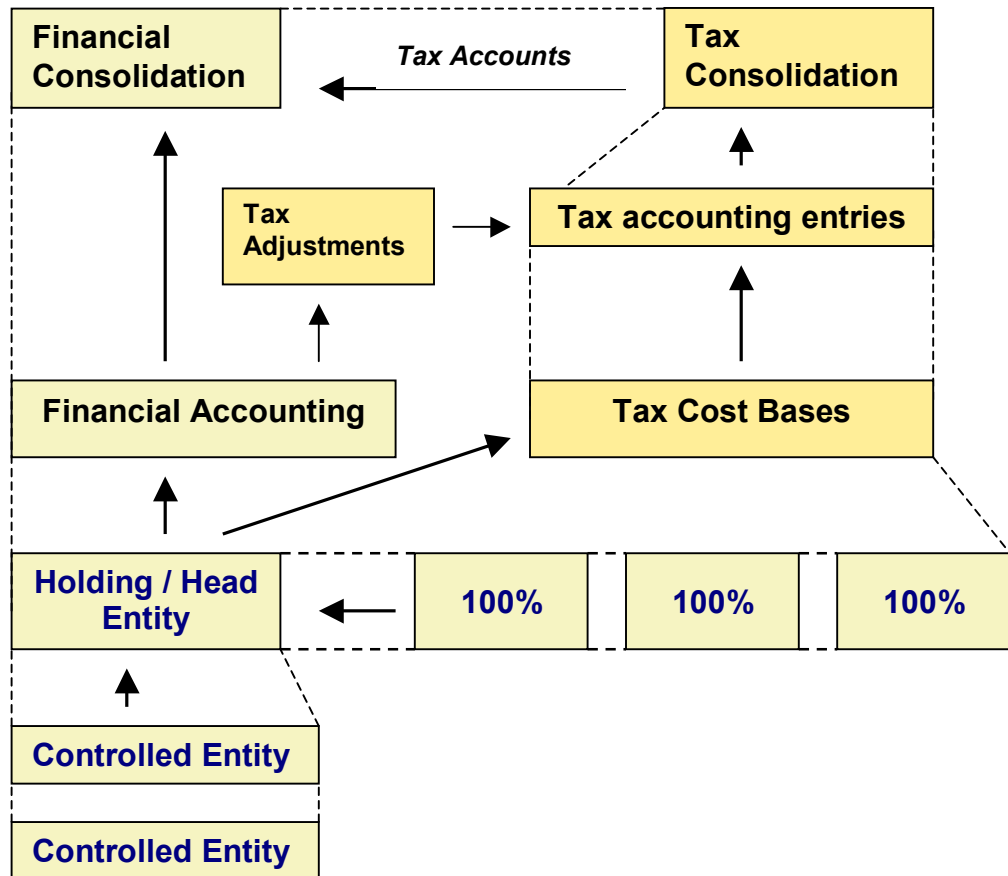 Financial
Consolidation
Tax Accounts
Tax
Consolidation
Tax
Adjustments
Tax accounting entries
Financial Accounting
Tax Cost Bases
Holding / Head
Entity
100%
100%
100%
Controlled Entity
Controlled Entity